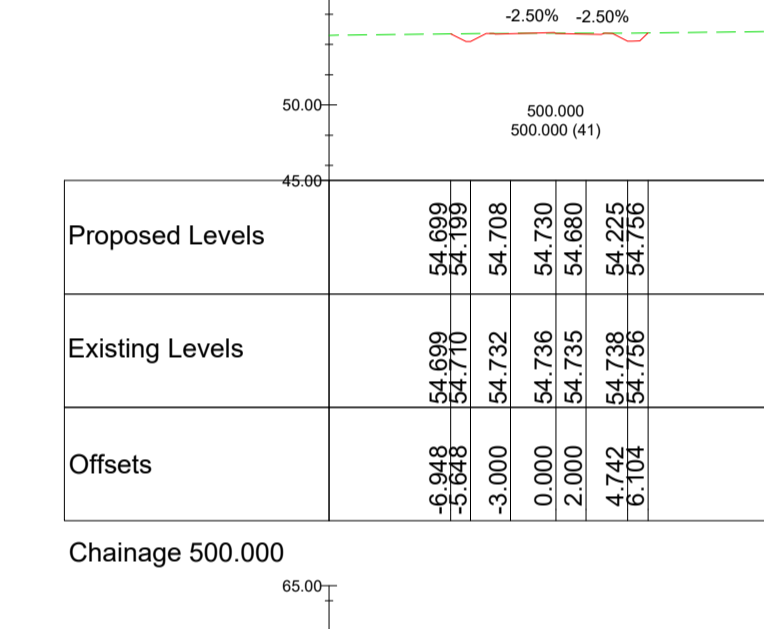 -2.50% -2.50%
50.00
500.000
500.000 (41)
45.00
Proposed Levels 54.699 54.199 54.708 54.730 54.680 54.225 54.756
Existing Levels 54.699 54.710 54.732 54.736 54.735 54.738 54.756
Offsets -6.948 -5.648 -3.000 0.000 2.000 4.742 6.104
Chainage 500.000
65.00